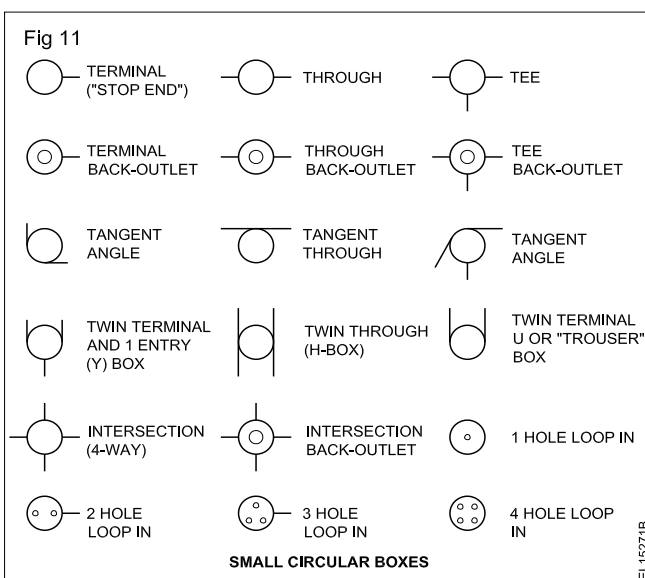 Fig 11
TERMINAL
("STOP END")
THROUGH
TEE
TERMINAL
BACK-OUTLET
THROUGH
BACK-OUTLET
TEE
BACK-OUTLET
TANGENT
ANGLE
TANGENT
THROUGH
TANGENT
ANGLE
TWIN TERMINAL
AND 1 ENTRY
(Y) BOX
TWIN THROUGH
(H-BOX)
TWIN TERMINAL
U OR "TROUSER"
BOX
INTERSECTION
(4-WAY)
INTERSECTION
BACK-OUTLET
1 HOLE LOOP IN
2 HOLE
LOOP IN
3 HOLE
LOOP IN
4 HOLE LOOP
IN
SMALL CIRCULAR BOXES
EL15271B